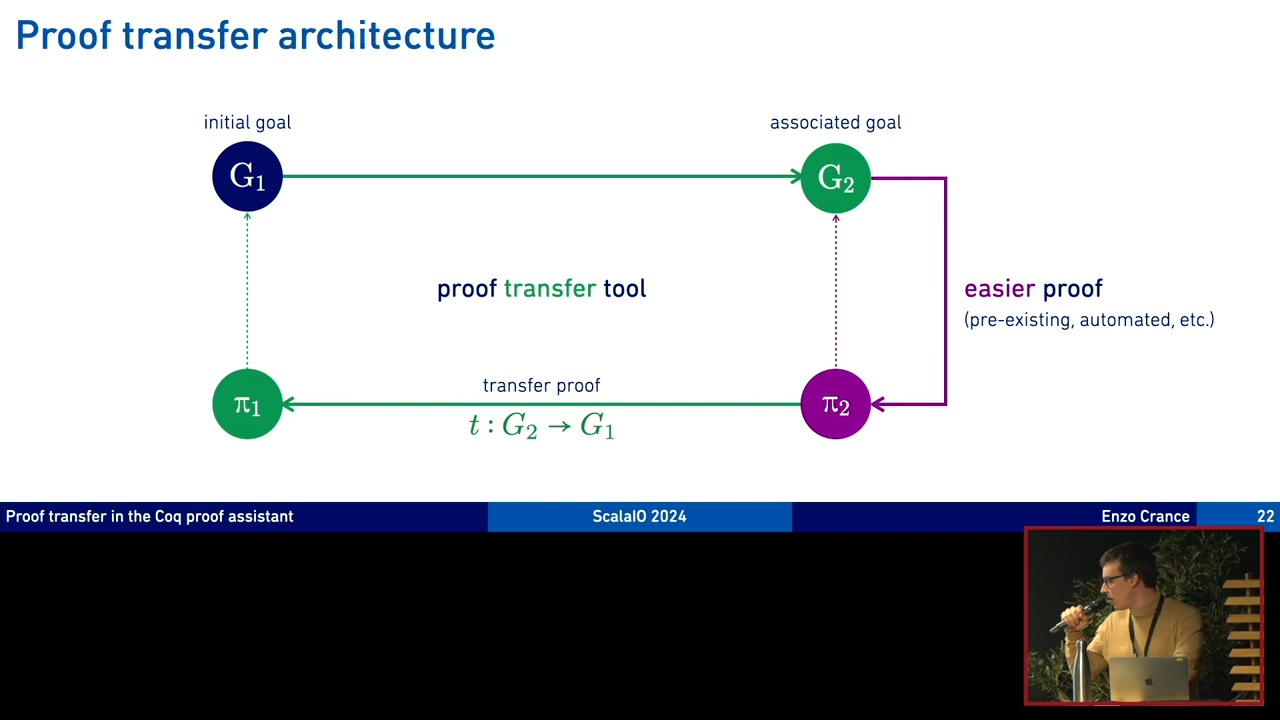 Proof transfer architecture
initial goal
associated goal
G₁
G₂
proof transfer tool
easier proof
(pre-existing, automated, etc.)
transfer proof
π₁
π₂
t : G₂ → G₁
Proof transfer in the Coq proof assistant
ScalaIO 2024
Enzo Crance
22